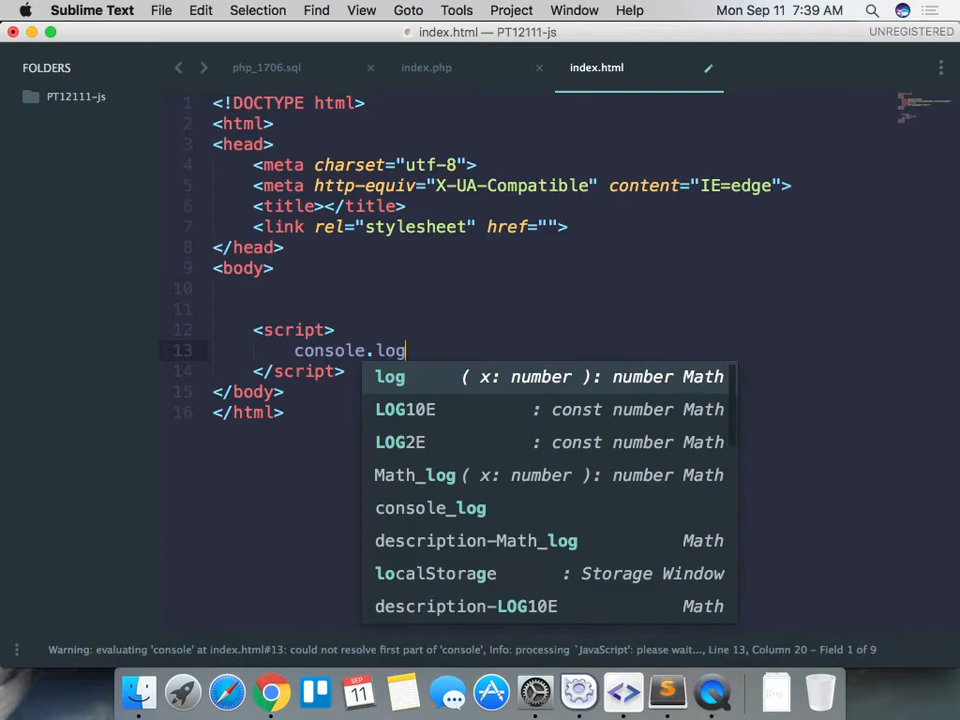 Sublime Text File Edit Selection Find View Goto Tools Project Window Help Mon Sep 11 7:39 AM
index.html — PT12111-js UNREGISTERED
FOLDERS php_1706.sql × index.php × index.html
PT12111-js
1 <!DOCTYPE html>
2 <html>
3 <head>
4 <meta charset="utf-8">
5 <meta http-equiv="X-UA-Compatible" content="IE=edge">
6 <title></title>
7 <link rel="stylesheet" href="">
8 </head>
9 <body>
10
11
12 <script>
13 console.log
14 </script>
15 </body>
16 </html>
log ( x: number ): number Math
LOG10E : const number Math
LOG2E : const number Math
Math_log ( x: number ): number Math
console_log
description-Math_log Math
localStorage : Storage Window
description-LOG10E Math
Warning: evaluating 'console' at index.html#13: could not resolve first part of 'console', Info: processing `JavaScript': please wait..., Line 13, Column 20 - Field 1 of 9
SEP
11